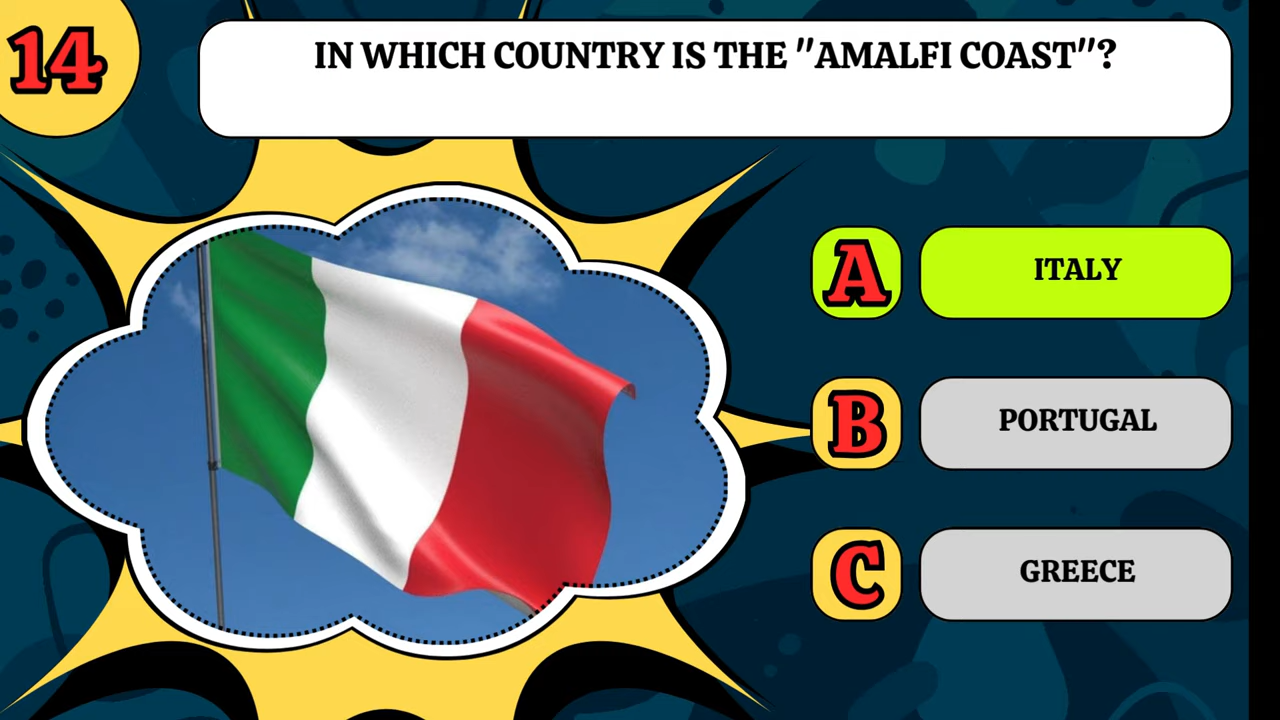 14
IN WHICH COUNTRY IS THE "AMALFI COAST"?
A
ITALY
B
PORTUGAL
C
GREECE